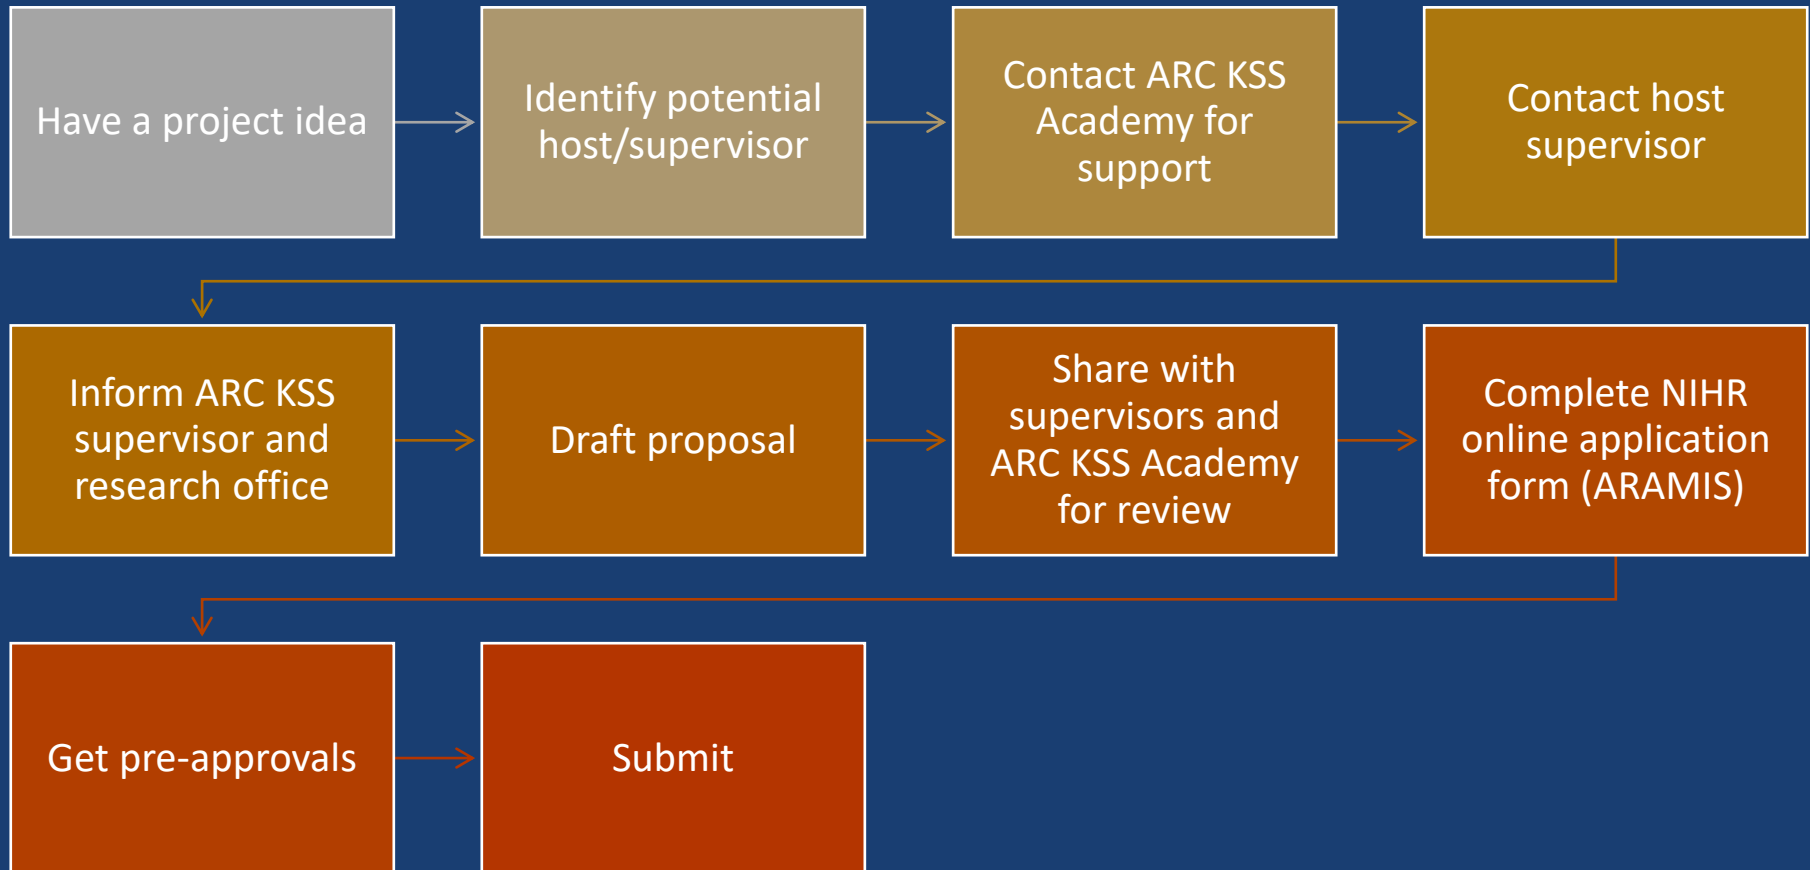 Have a project idea
Identify potential
host/supervisor
Contact ARC KSS
Academy for
support
Contact host
supervisor
Inform ARC KSS
supervisor and
research office
Draft proposal
Share with
supervisors and
ARC KSS Academy
for review
Complete NIHR
online application
form (ARAMIS)
Get pre-approvals
Submit